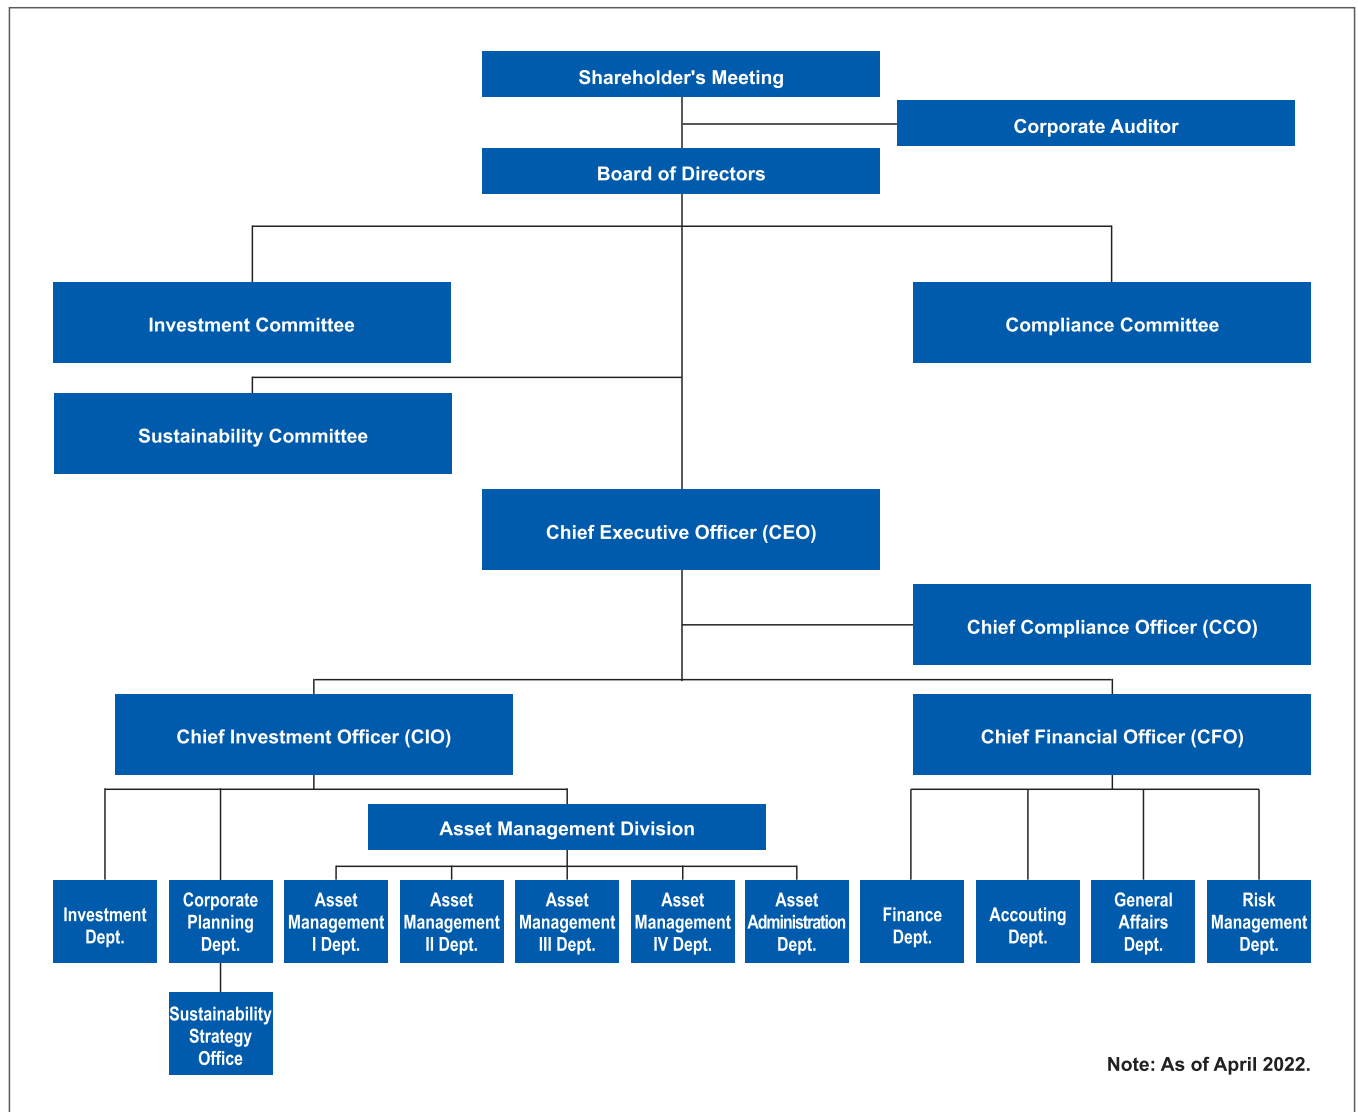 Shareholder's Meeting
Corporate Auditor
Board of Directors
Investment Committee
Compliance Committee
Sustainability Committee
Chief Executive Officer (CEO)
Chief Compliance Officer (CCO)
Chief Investment Officer (CIO)
Chief Financial Officer (CFO)
Asset Management Division
Investment
Dept.
Corporate
Planning
Dept.
Asset
Management
I Dept.
Asset
Management
II Dept.
Asset
Management
III Dept.
Asset
Management
IV Dept.
Asset
Administration
Dept.
Finance
Dept.
Accouting
Dept.
General
Affairs
Dept.
Risk
Management
Dept.
Sustainability
Strategy
Office
Note: As of April 2022.